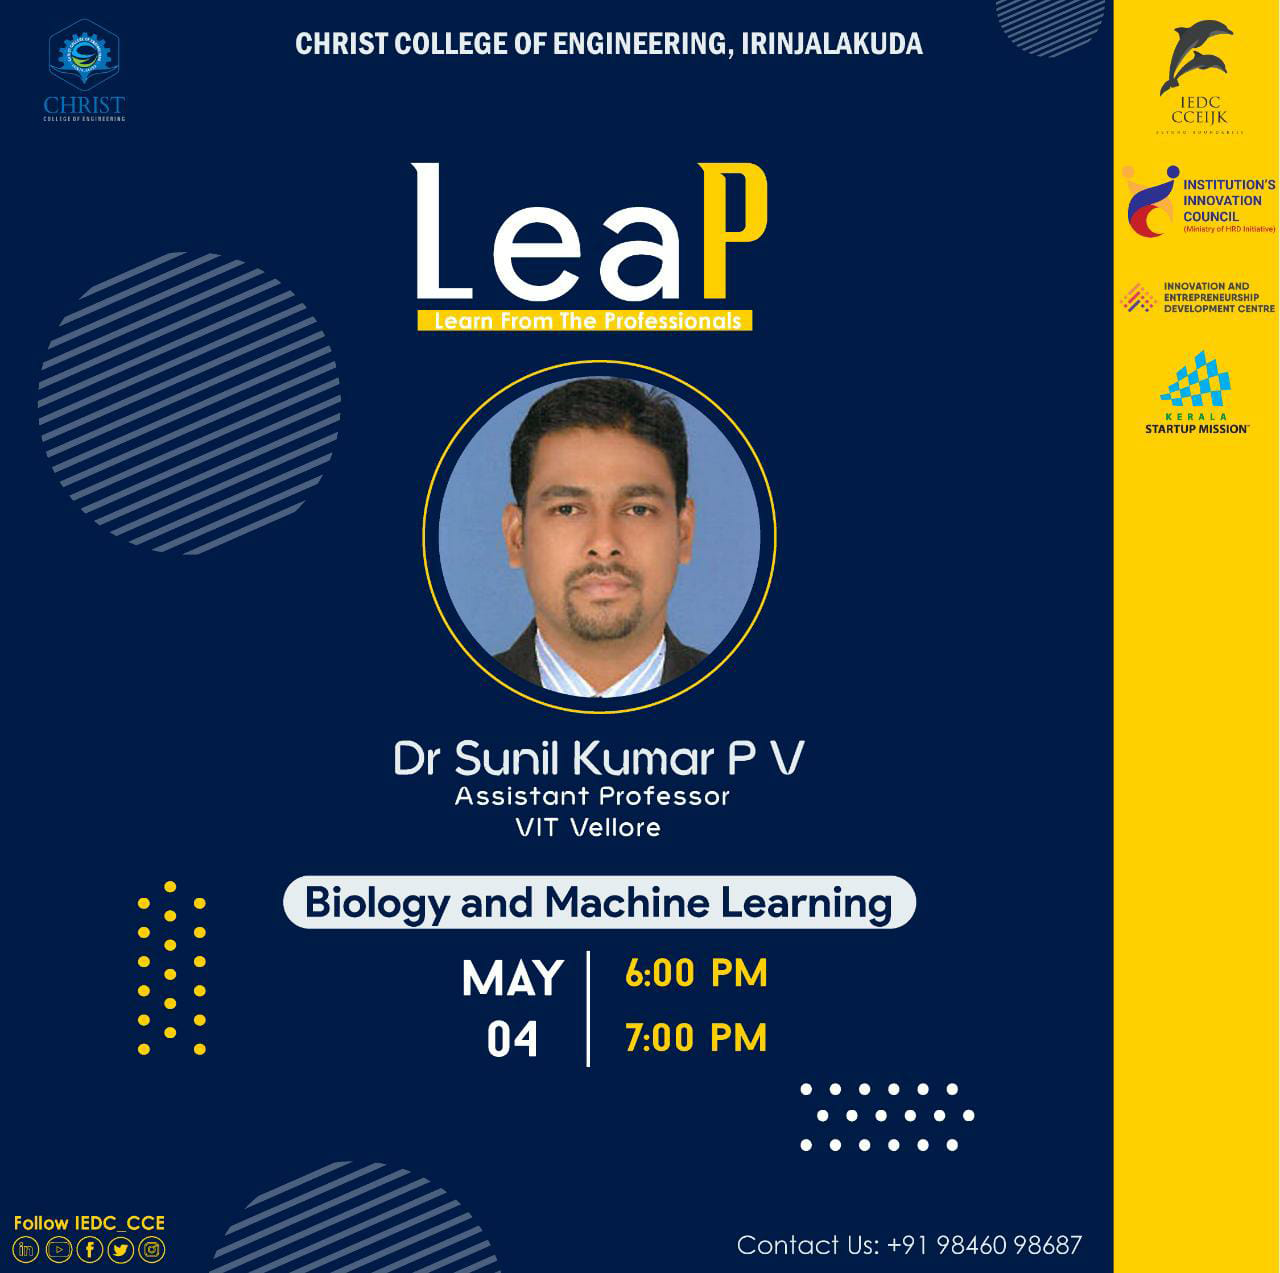 CHRIST COLLEGE OF ENGINEERING, IRINJALAKUDA
CHRIST
COLLEGE OF ENGINEERING
LeaP
Learn From The Professionals
Dr Sunil Kumar P V
Assistant Professor
VIT Vellore
Biology and Machine Learning
MAY
04
6:00 PM
7:00 PM
Follow IEDC_CCE
Contact Us: +91 98460 98687
IEDC
CCEIJK
INSTITUTION'S
INNOVATION
COUNCIL
(Ministry of HRD Initiative)
INNOVATION AND
ENTREPRENEURSHIP
DEVELOPMENT CENTRE
KERALA
STARTUP MISSION